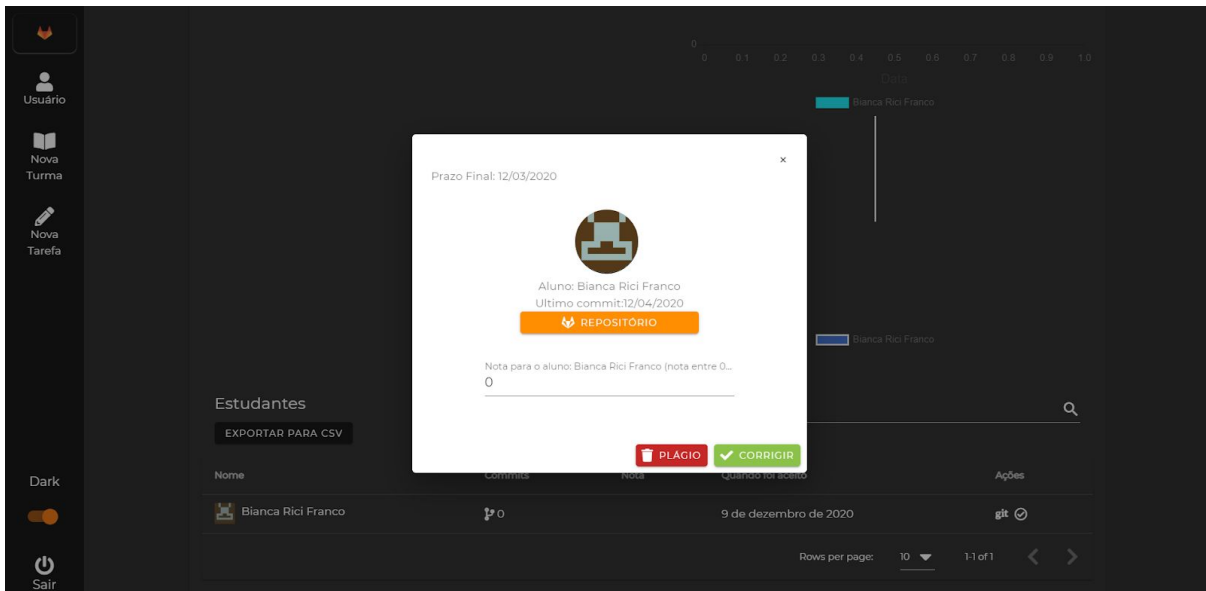 Usuário
Nova
Turma
Nova
Tarefa
Dark
Sair
0
0 0.1 0.2 0.3 0.4 0.5 0.6 0.7 0.8 0.9 1.0
Data
Bianca Rici Franco
×
Prazo Final: 12/03/2020
Aluno: Bianca Rici Franco
Ultimo commit:12/04/2020
REPOSITÓRIO
Nota para o aluno: Bianca Rici Franco (nota entre 0...
0
PLÁGIO CORRIGIR
Bianca Rici Franco
Estudantes
EXPORTAR PARA CSV
Nome Commits Nota Quando foi aceito Ações
Bianca Rici Franco 0 9 de dezembro de 2020 git
Rows per page: 10 1-1 of 1